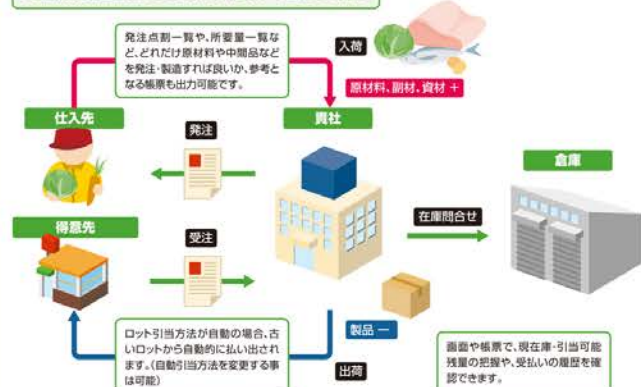 発注点割一覧や、所要量一覧な
ど、どれだけ原材料や中間品など
を発注・製造すれば良いか、参考と
なる帳票も出力可能です。
入荷
原材料、副材、資材 +
仕入先
発注
貴社
倉庫
得意先
受注
在庫問合せ
ロット引当方法が自動の場合、古
いロットから自動的に払い出され
ます。(自動引当方法を変更する事
は可能)
製品 ー
出荷
画面や帳票で、現在庫・引当可能
残量の把握や、受払いの履歴を確
認できます。